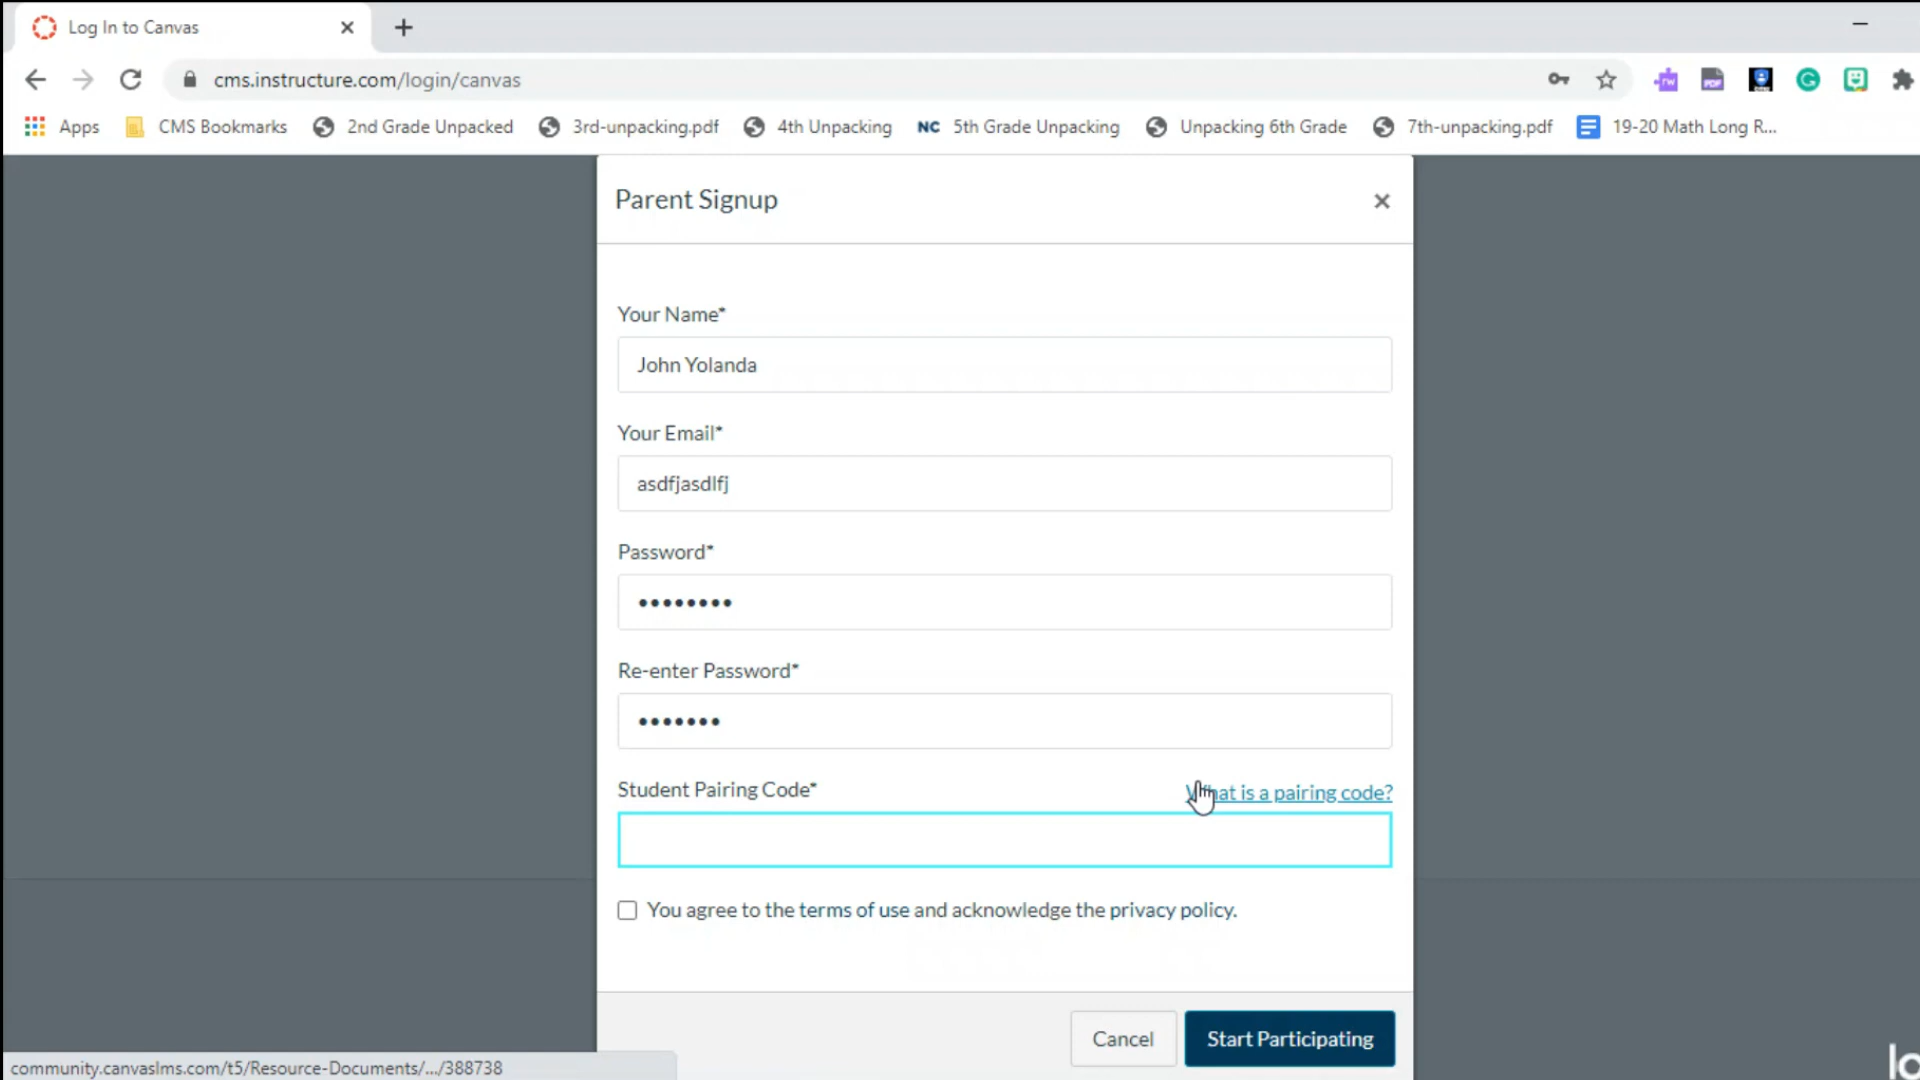 Log In to Canvas
cms.instructure.com/login/canvas
Apps CMS Bookmarks 2nd Grade Unpacked 3rd-unpacking.pdf 4th Unpacking NC 5th Grade Unpacking Unpacking 6th Grade 7th-unpacking.pdf 19-20 Math Long R...
Parent Signup
Your Name*
John Yolanda
Your Email*
asdfjasdlfj
Password*
••••••••
Re-enter Password*
•••••••
Student Pairing Code* What is a pairing code?
You agree to the terms of use and acknowledge the privacy policy.
Cancel Start Participating
community.canvaslms.com/t5/Resource-Documents/.../388738